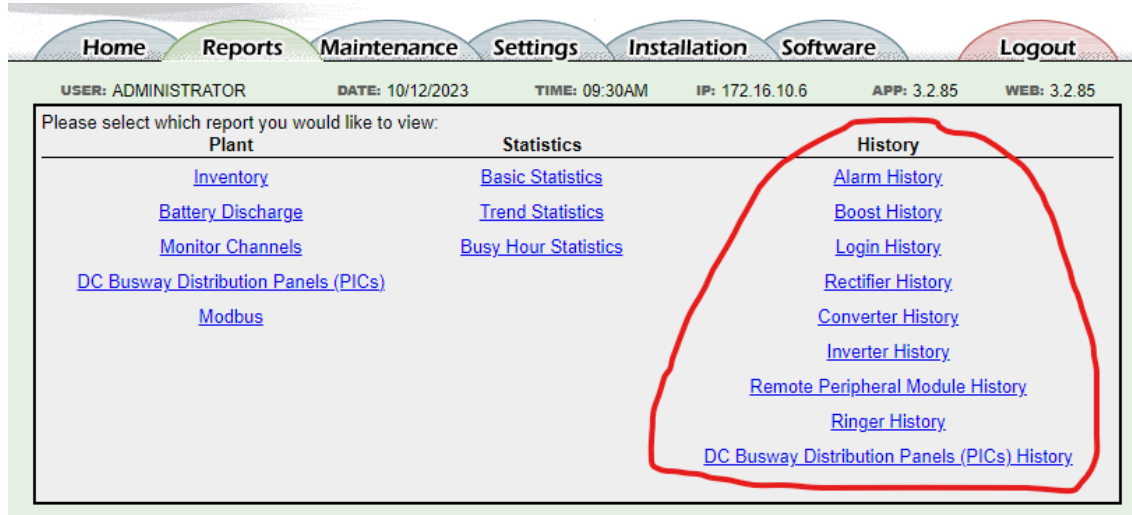 Home Reports Maintenance Settings Installation Software Logout
USER: ADMINISTRATOR DATE: 10/12/2023 TIME: 09:30AM IP: 172.16.10.6 APP: 3.2.85 WEB: 3.2.85
Please select which report you would like to view:
Plant Statistics History
Inventory Basic Statistics Alarm History
Battery Discharge Trend Statistics Boost History
Monitor Channels Busy Hour Statistics Login History
DC Busway Distribution Panels (PICs) Rectifier History
Modbus Converter History
Inverter History
Remote Peripheral Module History
Ringer History
DC Busway Distribution Panels (PICs) History